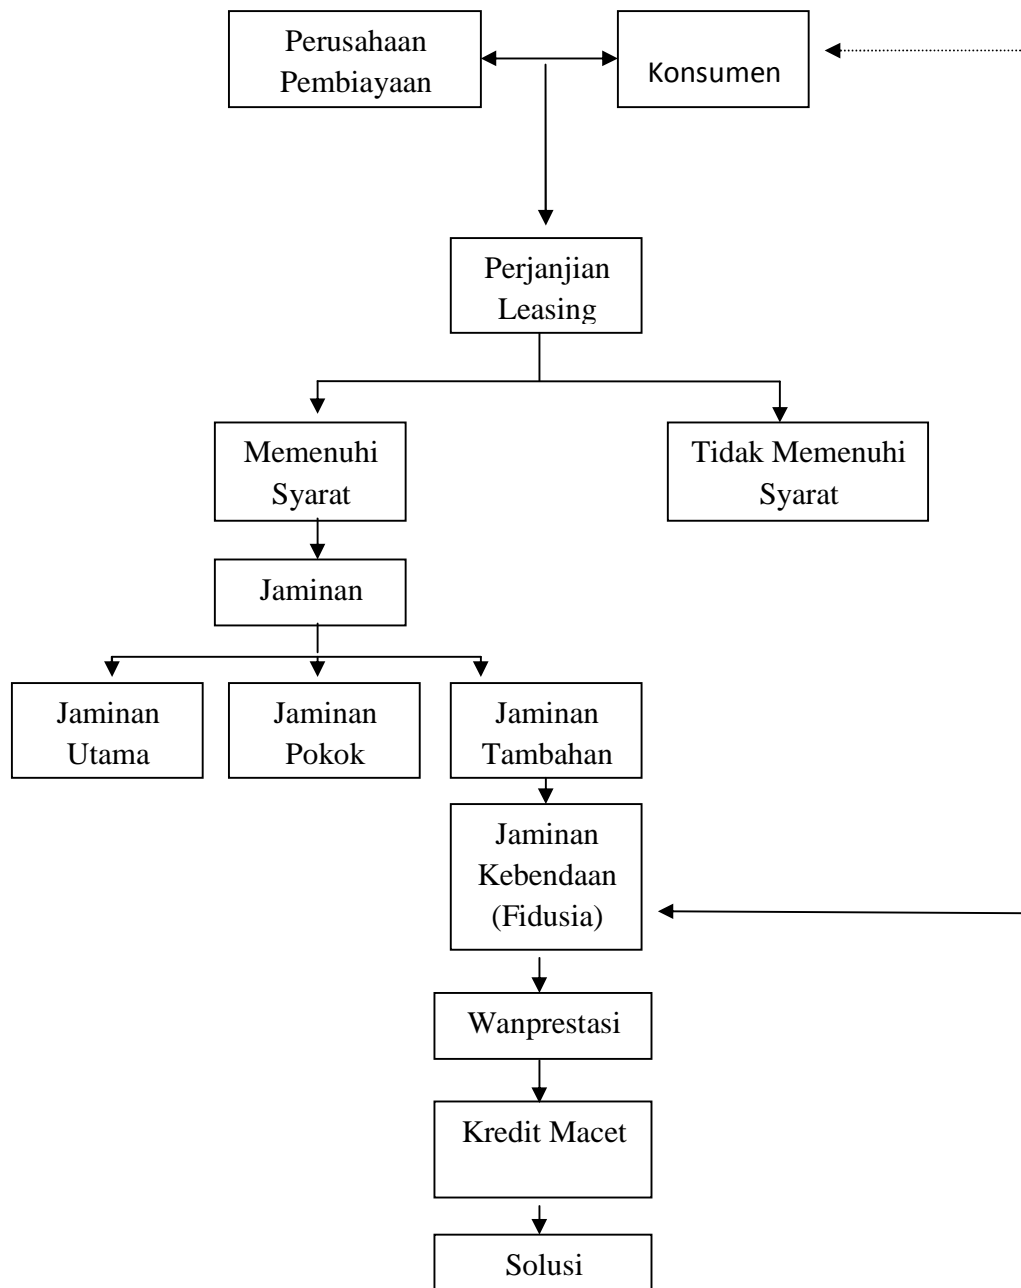 Perusahaan
Pembiayaan
Konsumen
Perjanjian
Leasing
Memenuhi
Syarat
Tidak Memenuhi
Syarat
Jaminan
Jaminan
Utama
Jaminan
Pokok
Jaminan
Tambahan
Jaminan
Kebendaan
(Fidusia)
Wanprestasi
Kredit Macet
Solusi